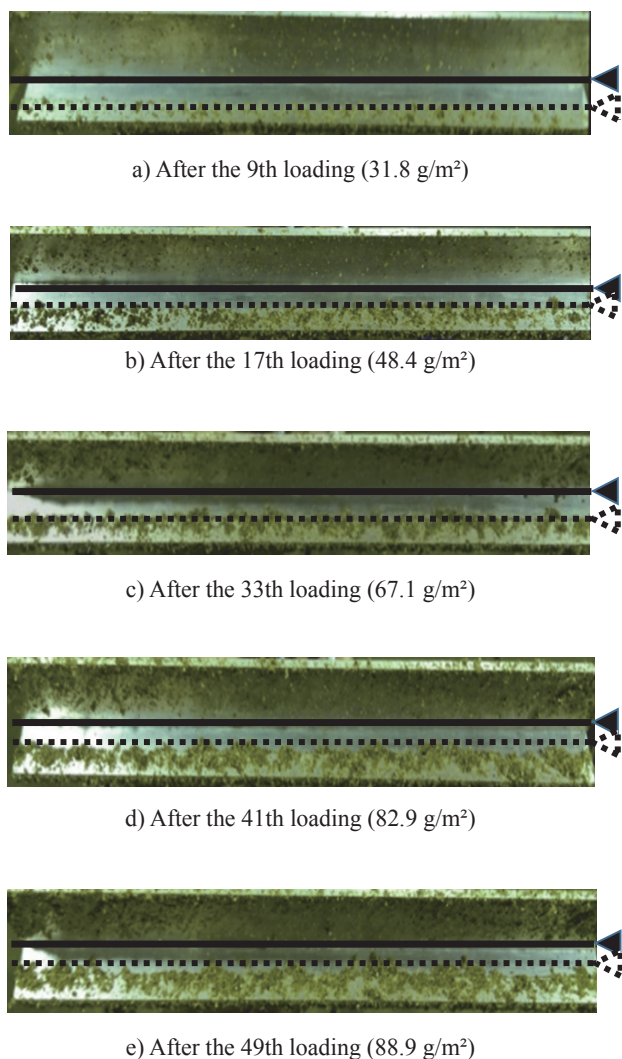 a) After the 9th loading (31.8 g/m²)
b) After the 17th loading (48.4 g/m²)
c) After the 33th loading (67.1 g/m²)
d) After the 41th loading (82.9 g/m²)
e) After the 49th loading (88.9 g/m²)